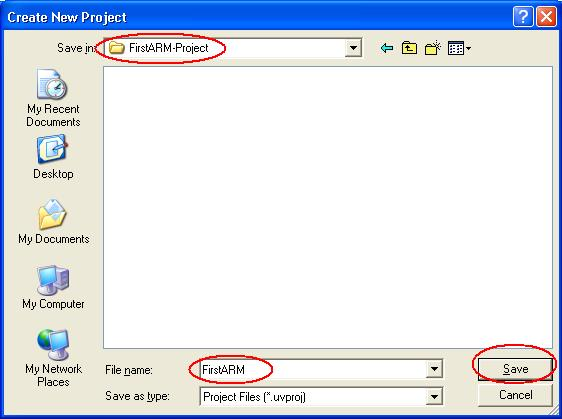 Create New Project
Save in: FirstARM-Project
My Recent
Documents
Desktop
My Documents
My Computer
My Network
Places
File name: FirstARM Save
Save as type: Project Files (*.uvproj) Cancel